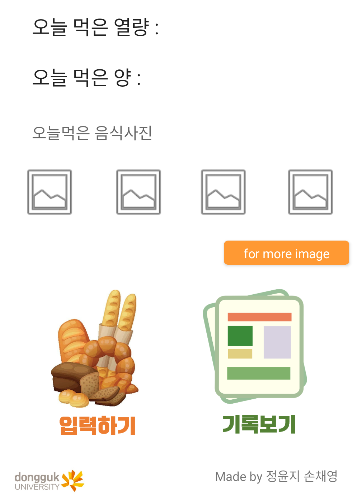 오늘 먹은 열량 :
오늘 먹은 양 :
오늘먹은 음식사진
for more image
입력하기
기록보기
dongguk
UNIVERSITY
Made by 정윤지 손채영